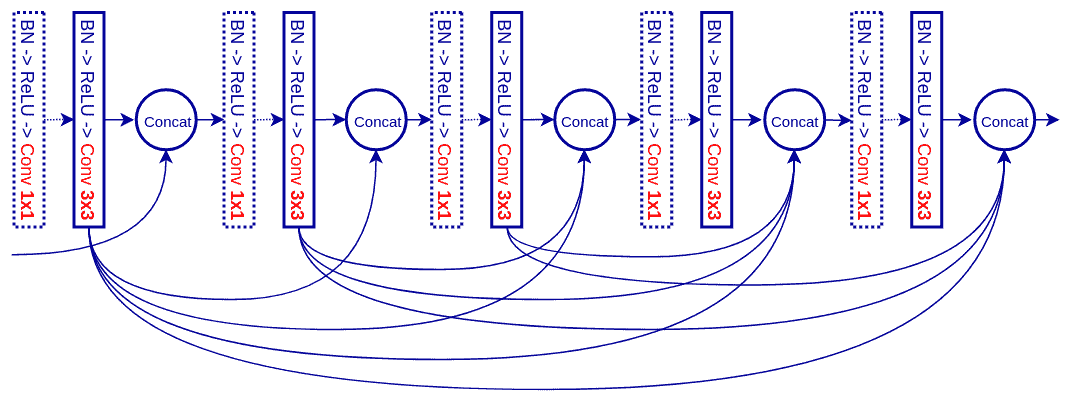 BN -> ReLU -> Conv 1x1
BN -> ReLU -> Conv 3x3
Concat
BN -> ReLU -> Conv 1x1
BN -> ReLU -> Conv 3x3
Concat
BN -> ReLU -> Conv 1x1
BN -> ReLU -> Conv 3x3
Concat
BN -> ReLU -> Conv 1x1
BN -> ReLU -> Conv 3x3
Concat
BN -> ReLU -> Conv 1x1
BN -> ReLU -> Conv 3x3
Concat